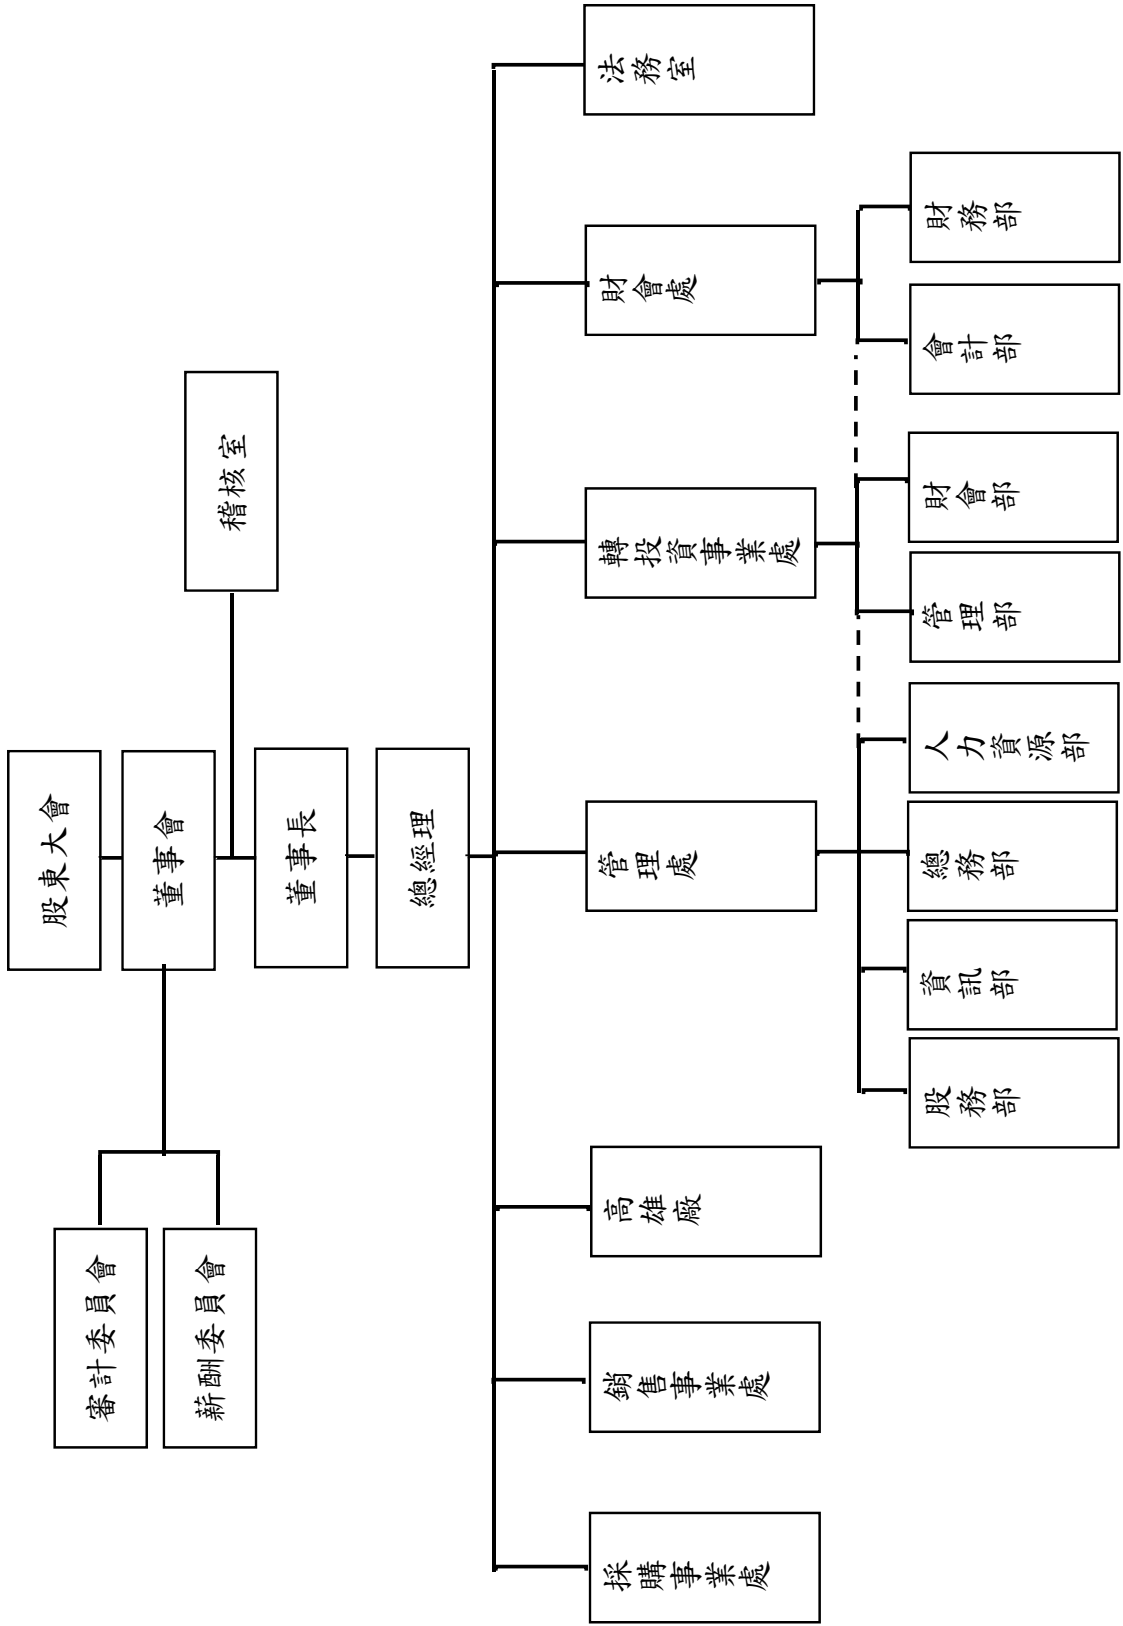 股東大會
董事會
稽核室
審計委員會
薪酬委員會
董事長
總經理
採購事業處
銷售事業處
高雄廠
管理處
轉投資事業處
財會處
法務室
股務部
資訊部
總務部
人力資源部
管理部
財會部
會計部
財務部